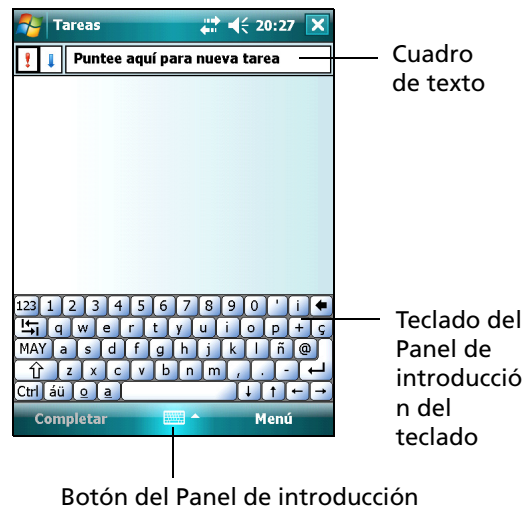 Tareas 20:27
Puntee aquí para nueva tarea
Cuadro
de texto
123 1 2 3 4 5 6 7 8 9 0 ' ¡
q w e r t y u i o p + ç
MAY a s d f g h j k l ñ @
z x c v b n m , . -
Ctrl áü o a
Teclado del
Panel de
introducció
n del
teclado
Completar Menú
Botón del Panel de introducción